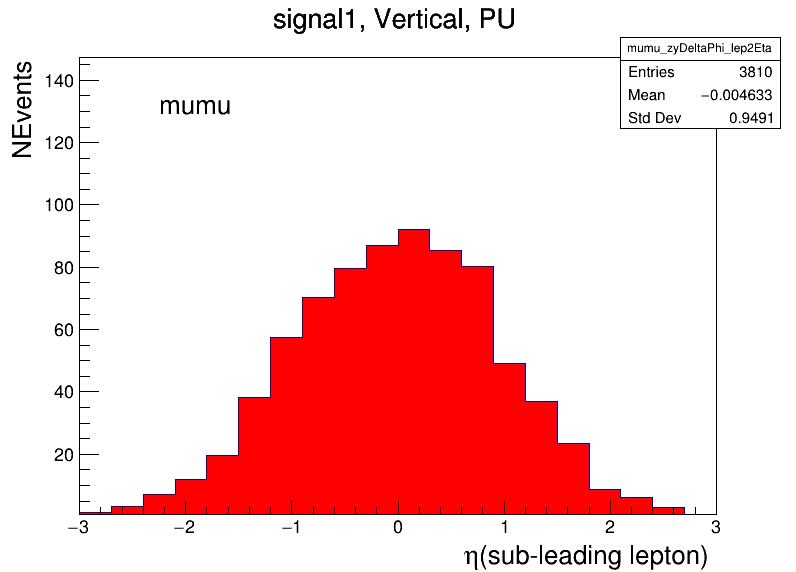 signal1, Vertical, PU
mumu_zyDeltaPhi_lep2Eta
Entries 3810
Mean −0.004633
Std Dev 0.9491
NEvents
mumu
140
120
100
80
60
40
20
−3 −2 −1 0 1 2 3
η(sub-leading lepton)